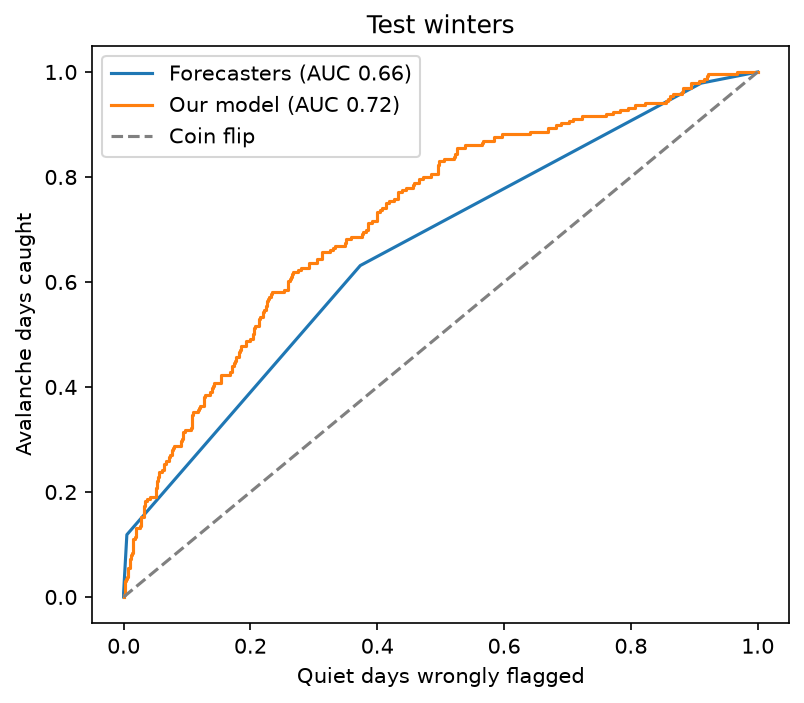 Test winters
Forecasters (AUC 0.66)
Our model (AUC 0.72)
Coin flip
Avalanche days caught
1.0
0.8
0.6
0.4
0.2
0.0
0.0 0.2 0.4 0.6 0.8 1.0
Quiet days wrongly flagged